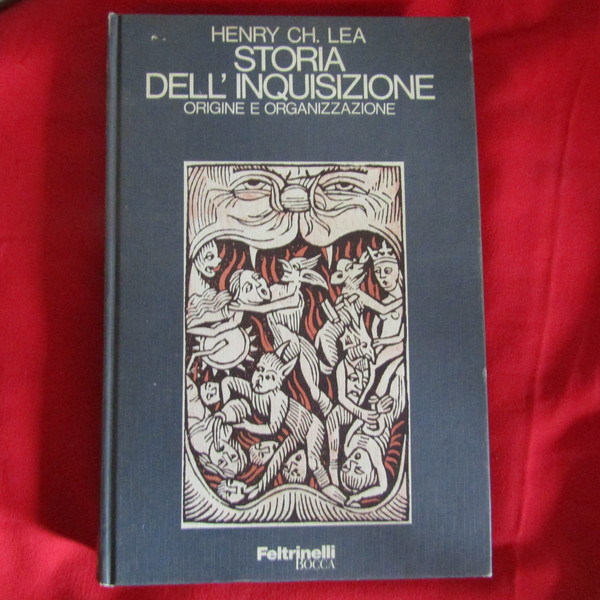 HENRY CH. LEA
STORIA
DELL'INQUISIZIONE
ORIGINE E ORGANIZZAZIONE
Feltrinelli
BOCCA